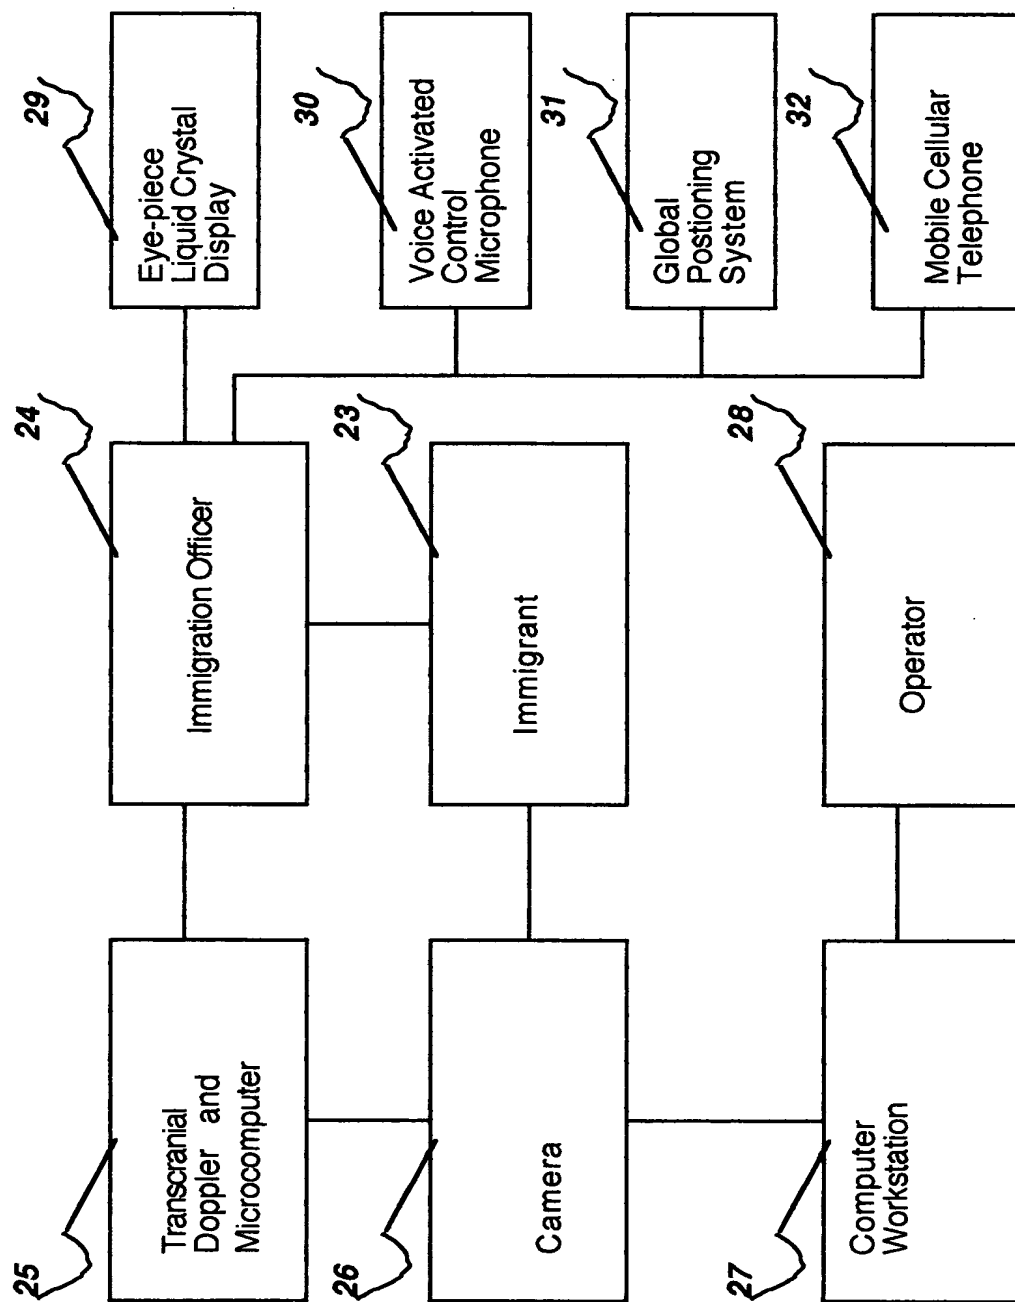 29
Eye-piece
Liquid Crystal
Display
30
Voice Activated
Control
Microphone
31
Global
Postioning
System
32
Mobile Cellular
Telephone
24
Immigration Officer
23
Immigrant
28
Operator
25
Transcranial
Doppler and
Microcomputer
26
Camera
27
Computer
Workstation